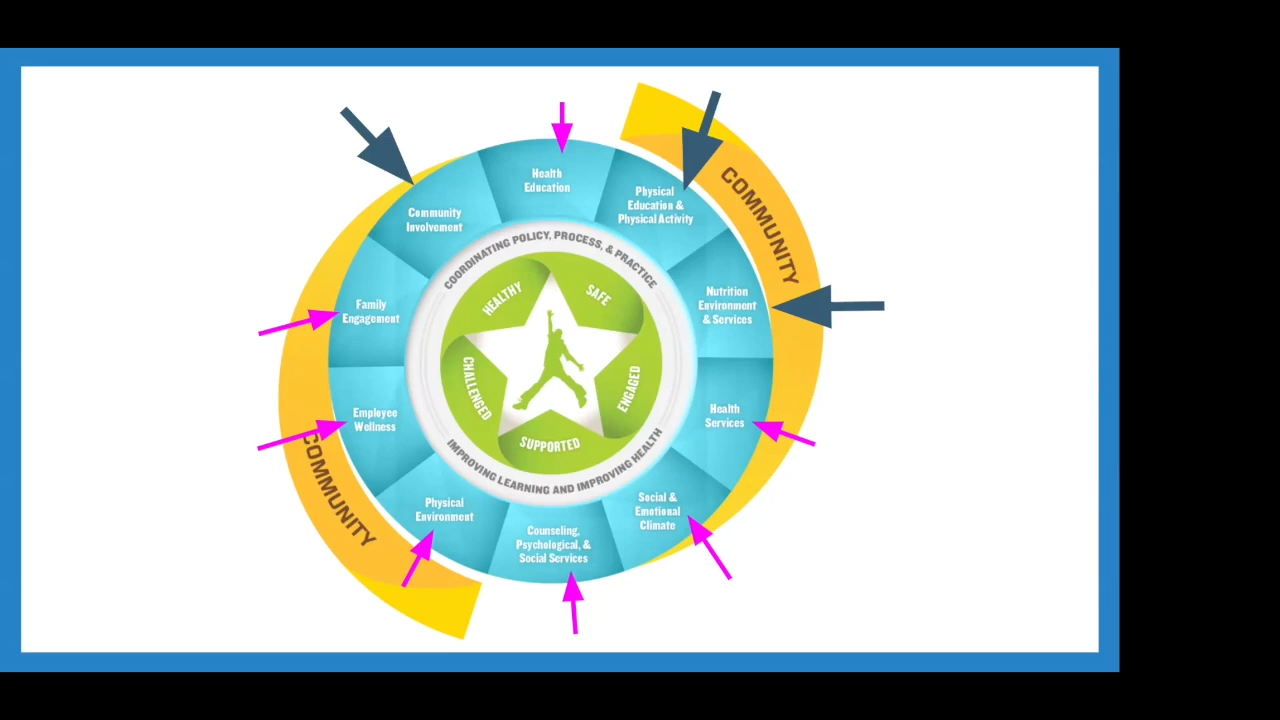 COMMUNITY
Health
Education
Physical
Education &
Physical Activity
Nutrition
Environment
& Services
Health
Services
Social &
Emotional
Climate
Counseling,
Psychological, &
Social Services
Physical
Environment
Employee
Wellness
Family
Engagement
Community
Involvement
COORDINATING POLICY, PROCESS, & PRACTICE
IMPROVING LEARNING AND IMPROVING HEALTH
HEALTHY
SAFE
ENGAGED
SUPPORTED
CHALLENGED
COMMUNITY